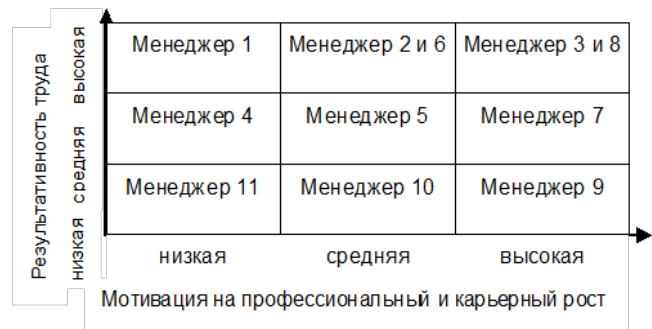 Результативность труда
низкая средняя высокая
Менеджер 1 Менеджер 2 и 6 Менеджер 3 и 8
Менеджер 4 Менеджер 5 Менеджер 7
Менеджер 11 Менеджер 10 Менеджер 9
низкая средняя высокая
Мотивация на профессиональный и карьерный рост